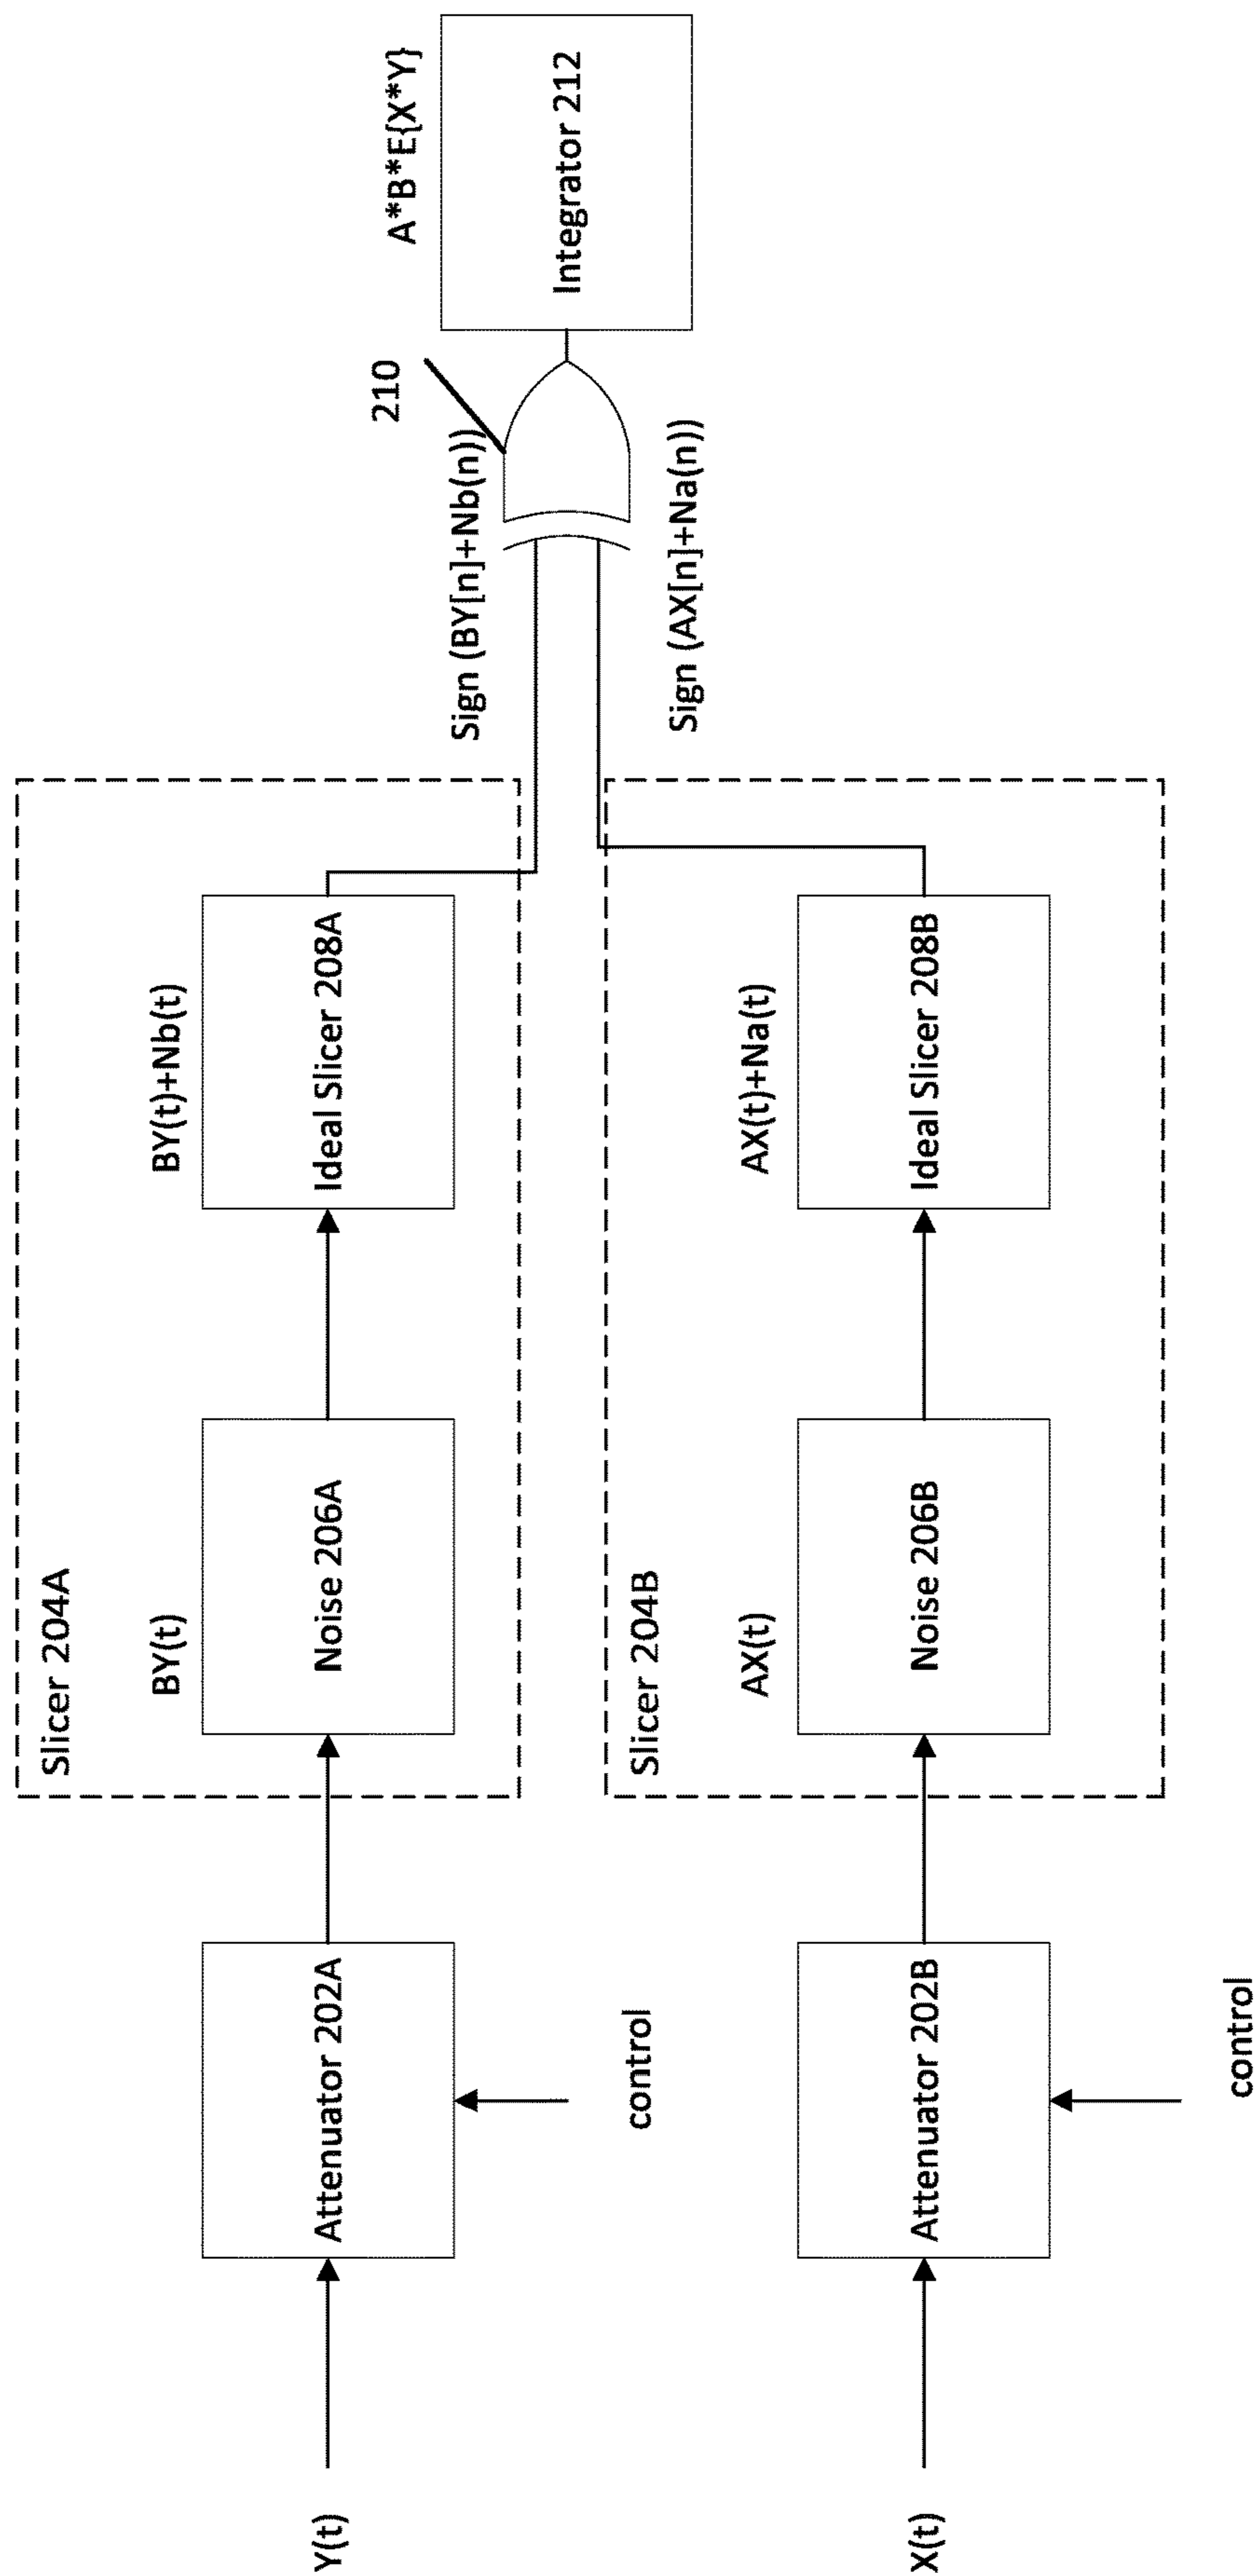 Y(t)
Attenuator 202A
control
Slicer 204A
BY(t)
Noise 206A
BY(t)+Nb(t)
Ideal Slicer 208A
Sign (BY[n]+Nb(n))
210
A*B*E{X*Y}
Integrator 212
X(t)
Attenuator 202B
control
Slicer 204B
AX(t)
Noise 206B
AX(t)+Na(t)
Ideal Slicer 208B
Sign (AX[n]+Na(n))